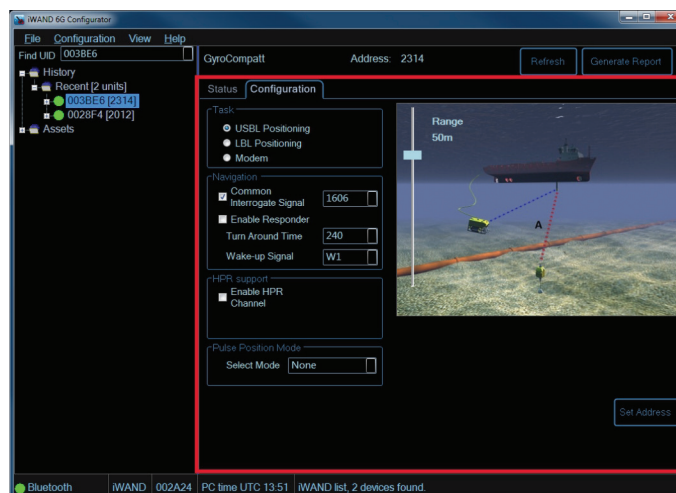 iWAND 6G Configurator
File Configuration View Help
Find UID 003BE6
GyroCompatt Address: 2314 Refresh Generate Report
History
Recent [2 units]
003BE6 [2314]
0028F4 [2012]
Assets
Status Configuration
Task
USBL Positioning
LBL Positioning
Modem
Navigation
Common
Interrogate Signal 1606
Enable Responder
Turn Around Time 240
Wake-up Signal W1
HPR support
Enable HPR
Channel
Pulse Position Mode
Select Mode None
Range
50m
A
Set Address
Bluetooth iWAND 002A24 PC time UTC 13:51 iWAND list, 2 devices found.